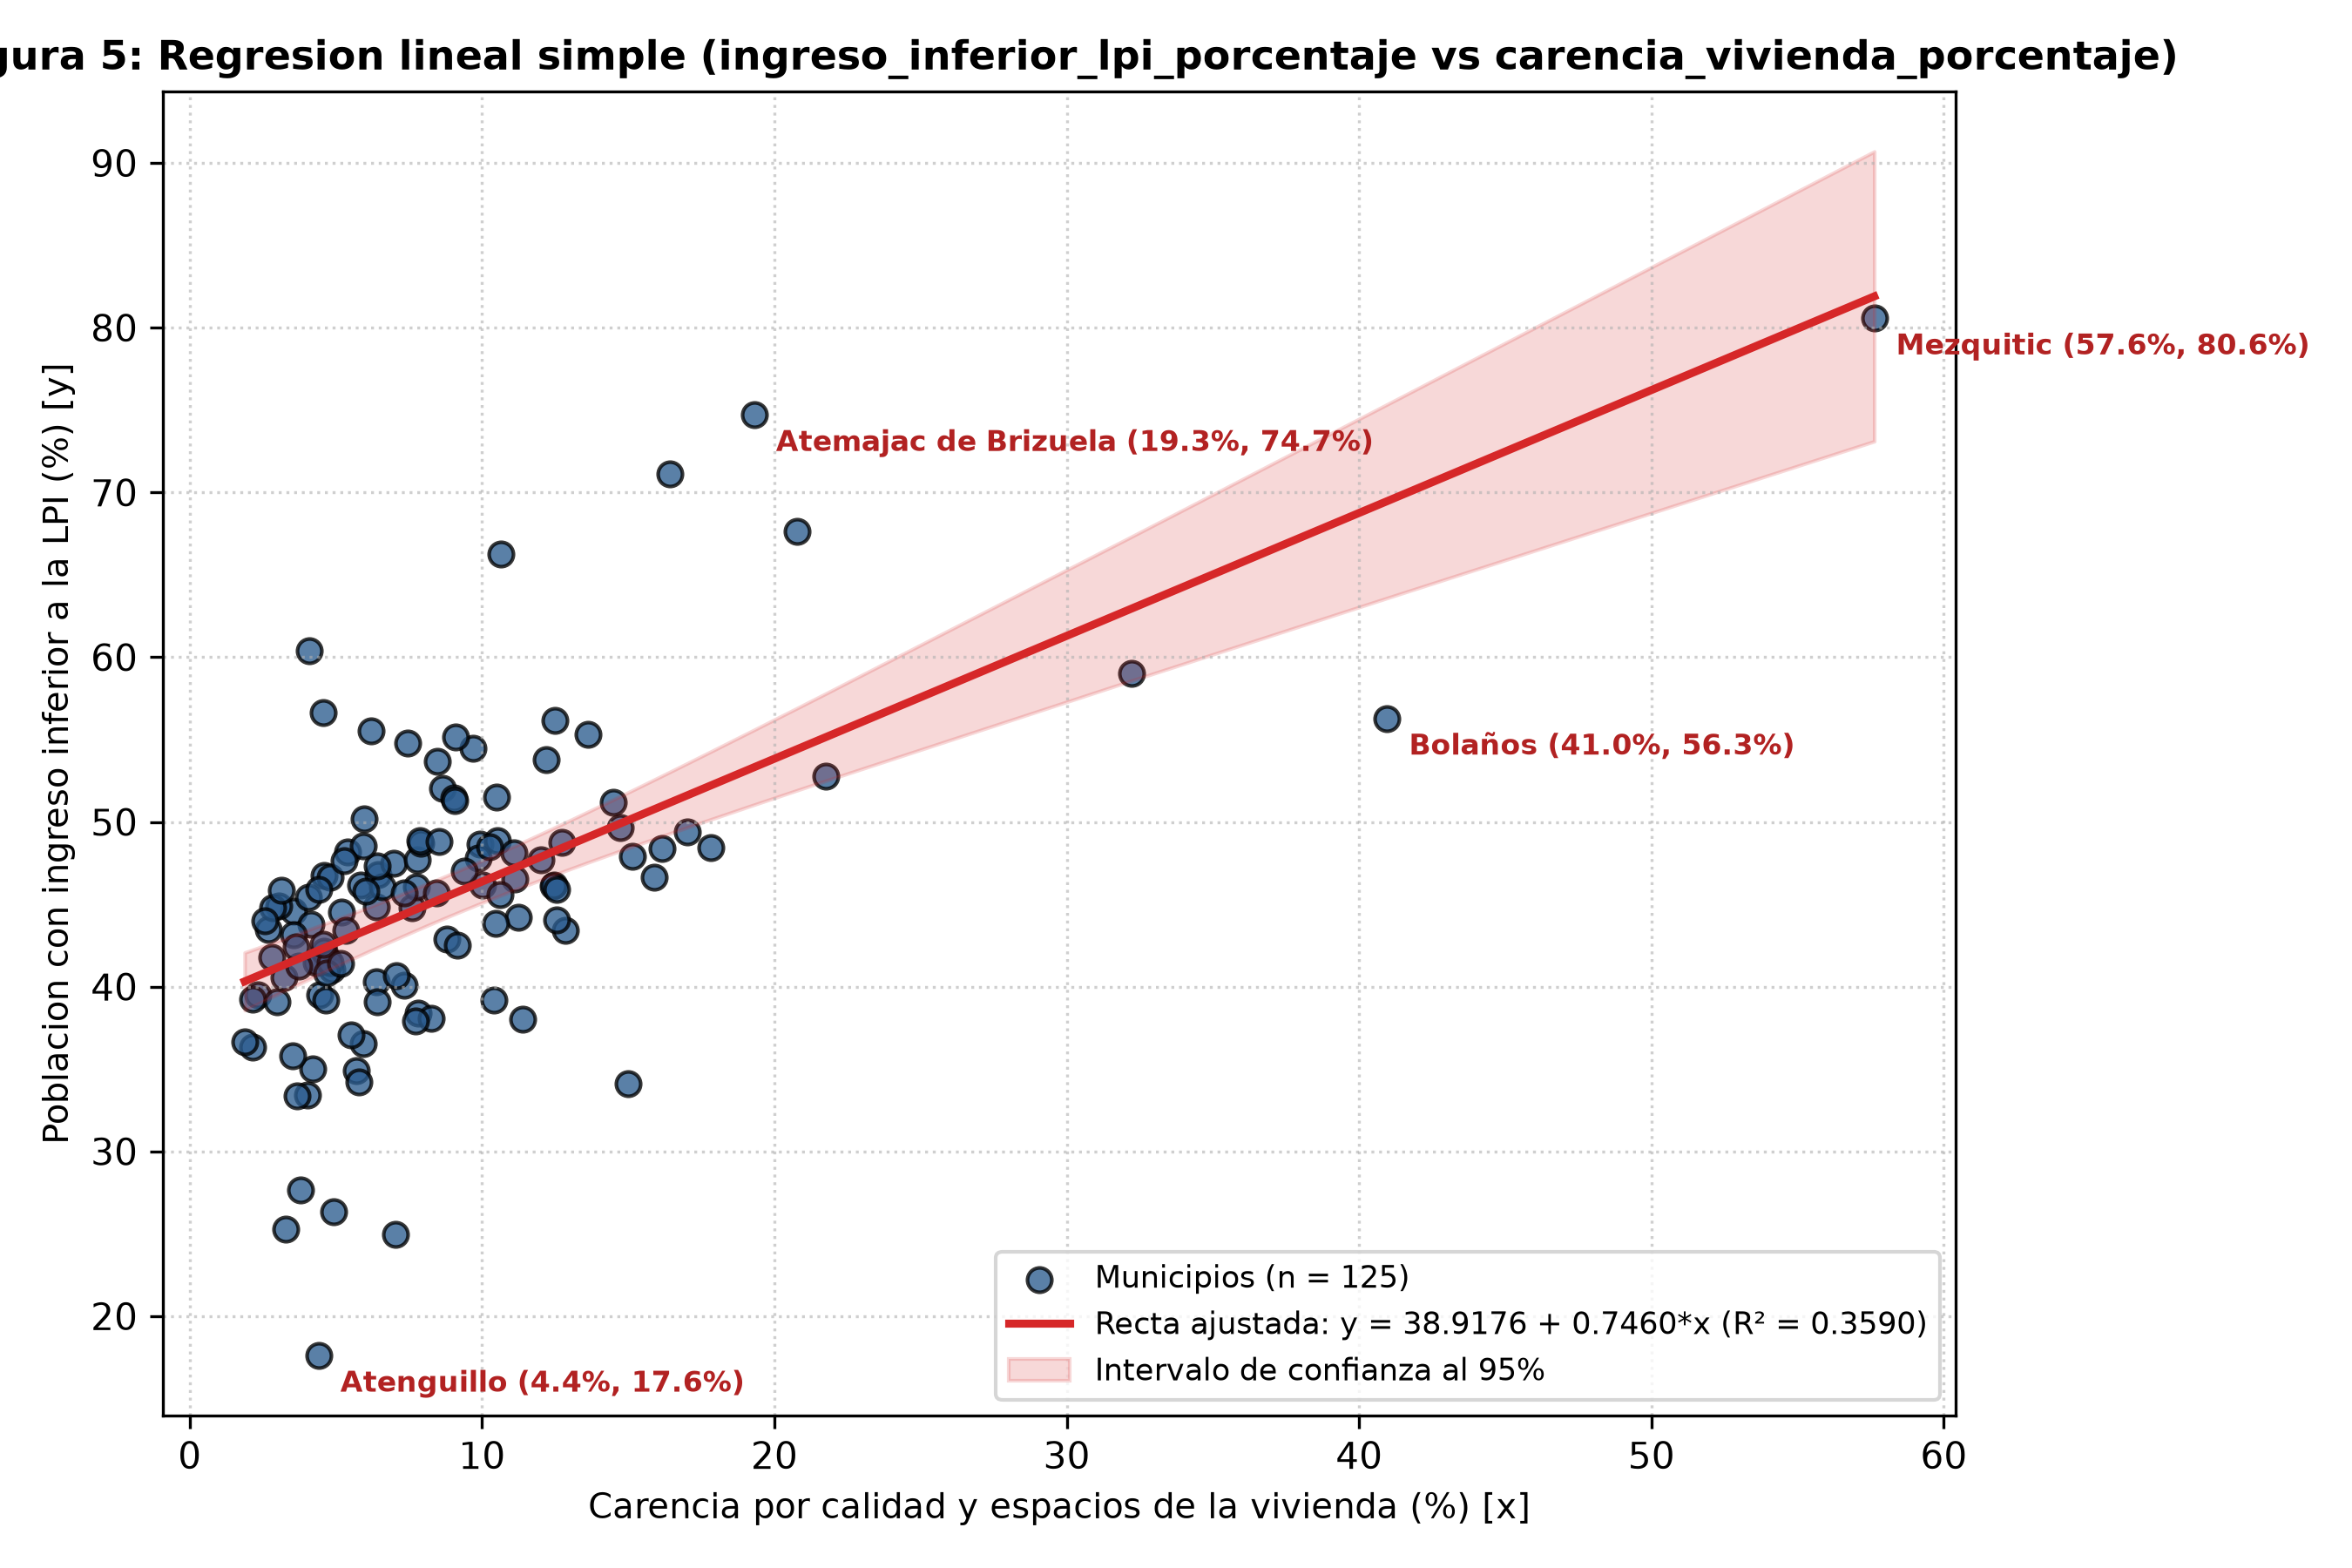 gura 5: Regresion lineal simple (ingreso_inferior_lpi_porcentaje vs carencia_vivienda_porcentaje)
Poblacion con ingreso inferior a la LPI (%) [y]
90
80
70
60
50
40
30
20
Mezquitic (57.6%, 80.6%)
Atemajac de Brizuela (19.3%, 74.7%)
Bolaños (41.0%, 56.3%)
Atenguillo (4.4%, 17.6%)
Municipios (n = 125)
Recta ajustada: y = 38.9176 + 0.7460*x (R² = 0.3590)
Intervalo de confianza al 95%
0 10 20 30 40 50 60
Carencia por calidad y espacios de la vivienda (%) [x]